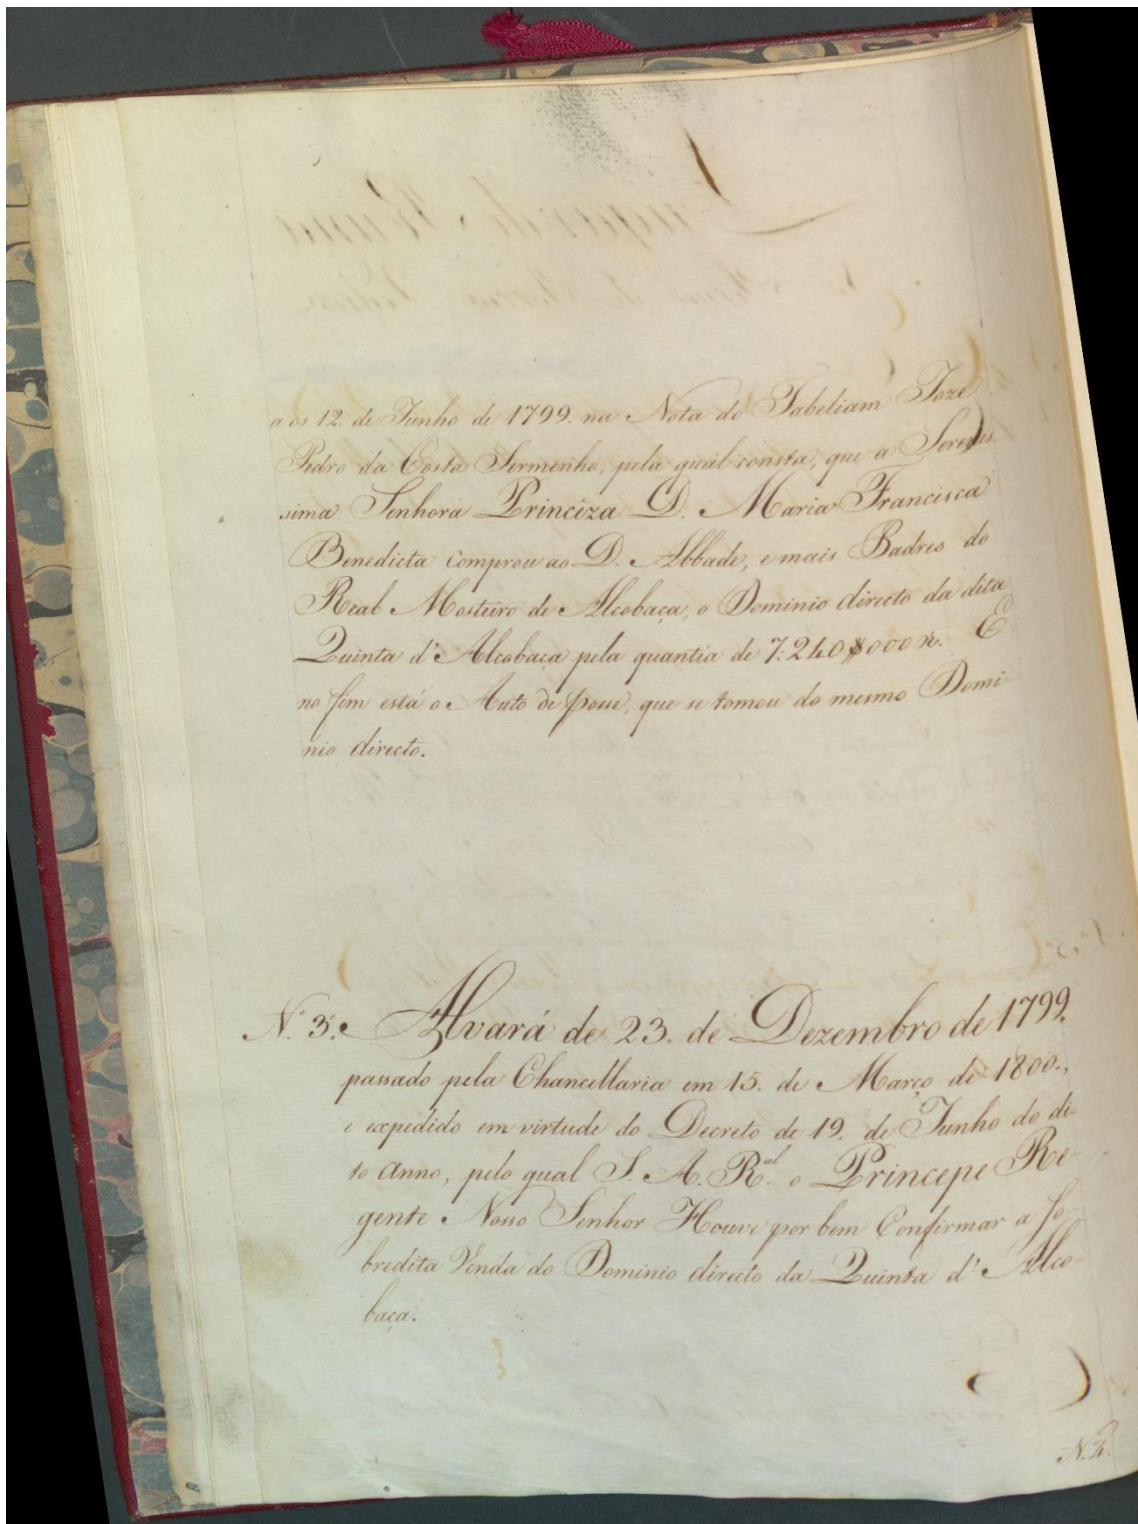 aos 12. de Junho de 1799. na Nota do Tabeliam Joze
Pedro da Costa Sermenho, pela qual consta, que a Serenis
sima Senhora Princeza D. Maria Francisca
Benedicta comprou ao D. Abbade, e mais Padres do
Real Mosteiro de Alcobaça, o Dominio directo da dita
Quinta d'Alcobaça pela quantia de 7:240$000 r. E
no fim está o Auto de posse, que se tomou do mesmo Domi-
nio directo.
N. 3. Alvará de 23. de Dezembro de 1799.
passado pela Chancellaria em 15. de Março de 1800.,
e expedido em virtude do Decreto de 19. de Junho do di-
to anno, pelo qual S. A. R.al o Principe Re-
gente Nosso Senhor Houve por bem Confirmar a So-
bredita Venda do Dominio directo da Quinta d'Alco-
baça.
N. 4.